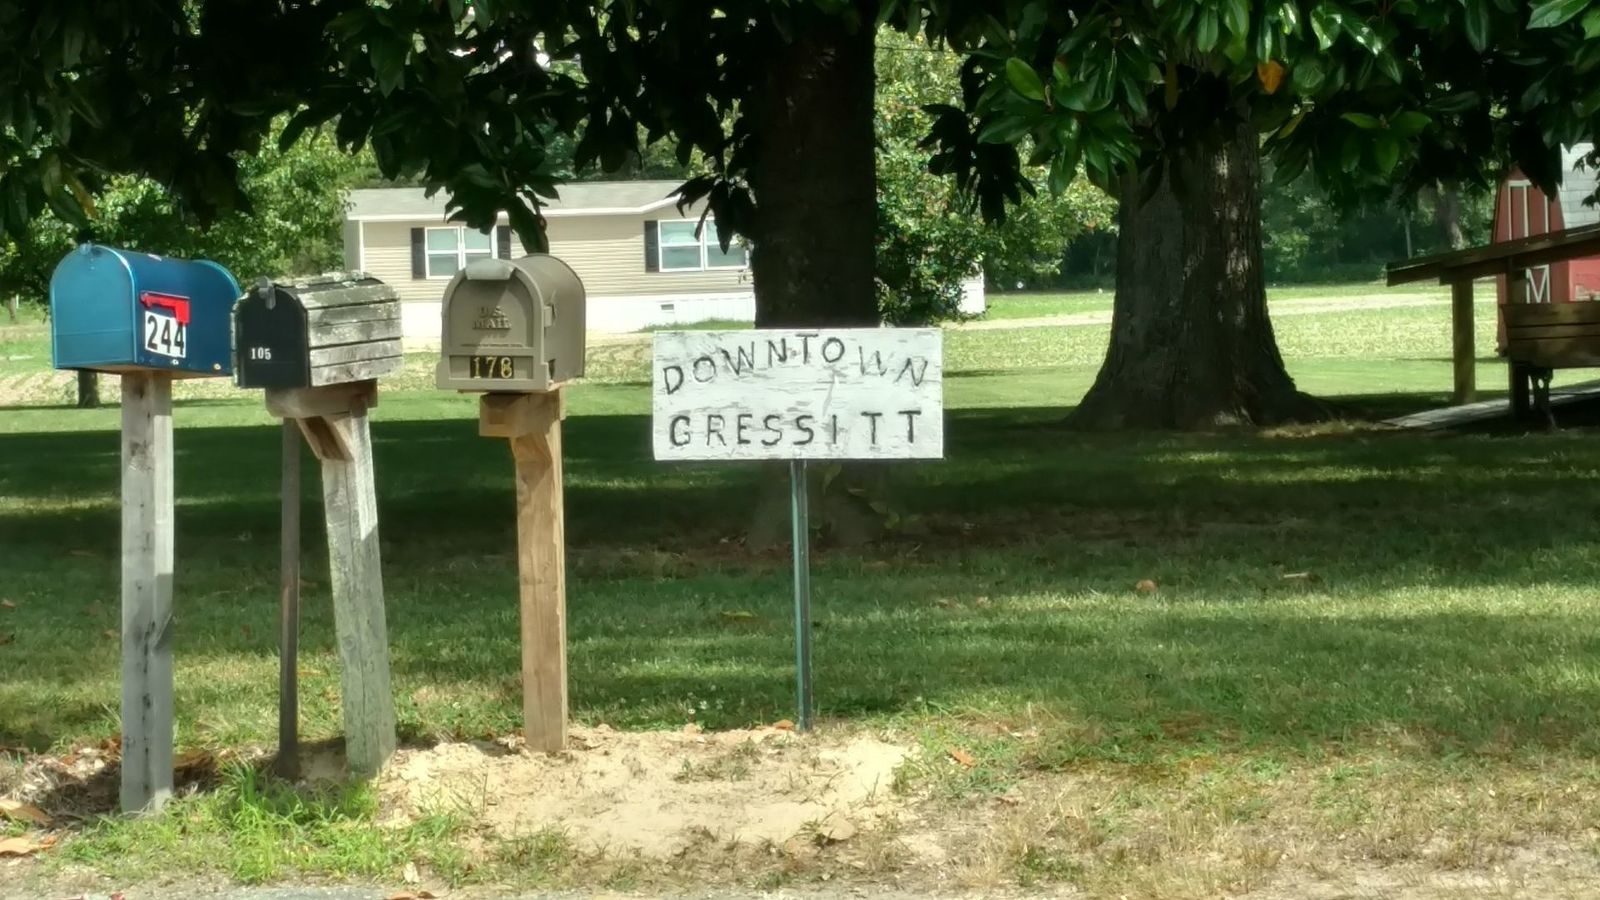 244
105
U.S.
MAIL
178
DOWNTOWN
GRESSITT